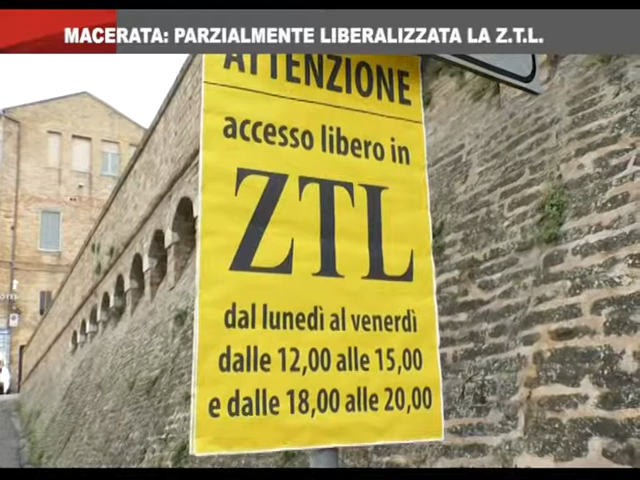 MACERATA: PARZIALMENTE LIBERALIZZATA LA Z.T.L.
ATTENZIONE
accesso libero in
ZTL
dal lunedì al venerdì
dalle 12,00 alle 15,00
e dalle 18,00 alle 20,00